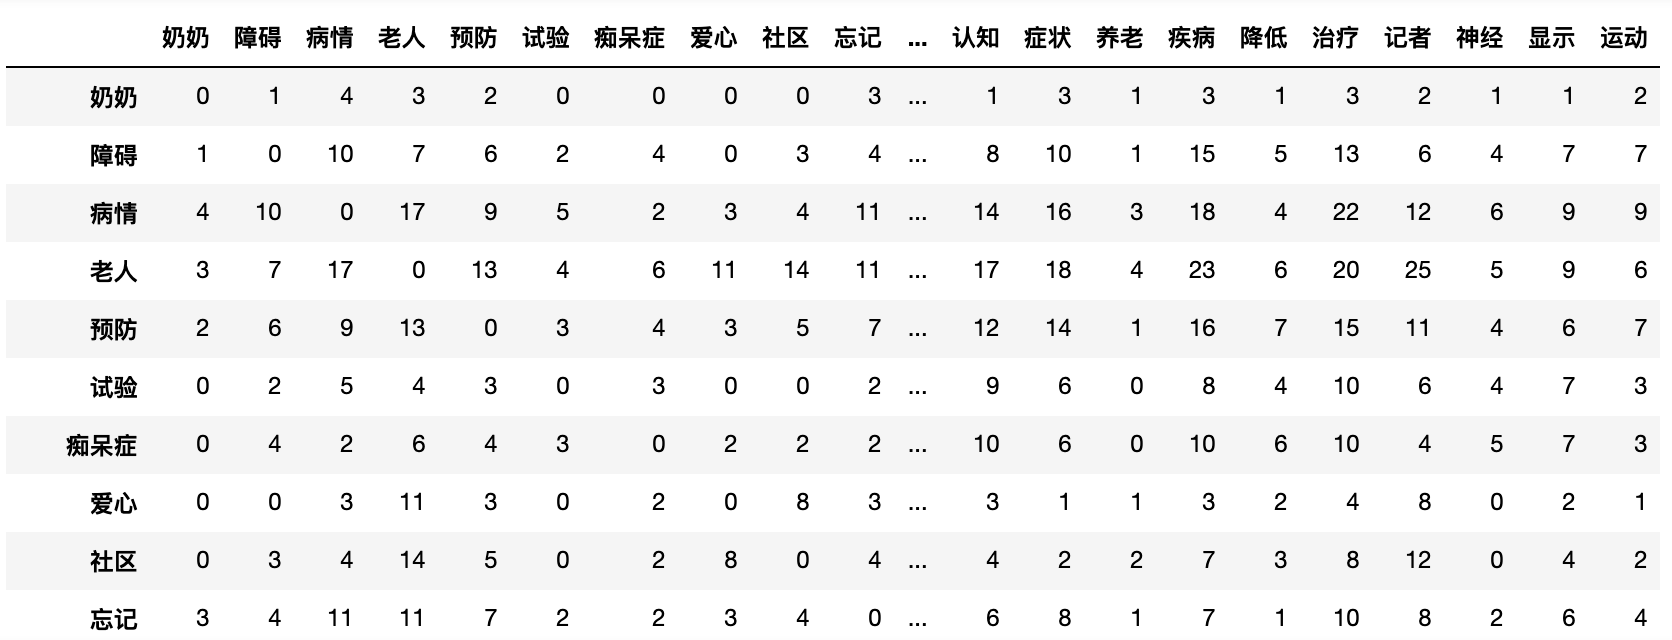 奶奶 障碍 病情 老人 预防 试验 痴呆症 爱心 社区 忘记 ... 认知 症状 养老 疾病 降低 治疗 记者 神经 显示 运动
奶奶 0 1 4 3 2 0 0 0 0 3 ... 1 3 1 3 1 3 2 1 1 2
障碍 1 0 10 7 6 2 4 0 3 4 ... 8 10 1 15 5 13 6 4 7 7
病情 4 10 0 17 9 5 2 3 4 11 ... 14 16 3 18 4 22 12 6 9 9
老人 3 7 17 0 13 4 6 11 14 11 ... 17 18 4 23 6 20 25 5 9 6
预防 2 6 9 13 0 3 4 3 5 7 ... 12 14 1 16 7 15 11 4 6 7
试验 0 2 5 4 3 0 3 0 0 2 ... 9 6 0 8 4 10 6 4 7 3
痴呆症 0 4 2 6 4 3 0 2 2 2 ... 10 6 0 10 6 10 4 5 7 3
爱心 0 0 3 11 3 0 2 0 8 3 ... 3 1 1 3 2 4 8 0 2 1
社区 0 3 4 14 5 0 2 8 0 4 ... 4 2 2 7 3 8 12 0 4 2
忘记 3 4 11 11 7 2 2 3 4 0 ... 6 8 1 7 1 10 8 2 6 4